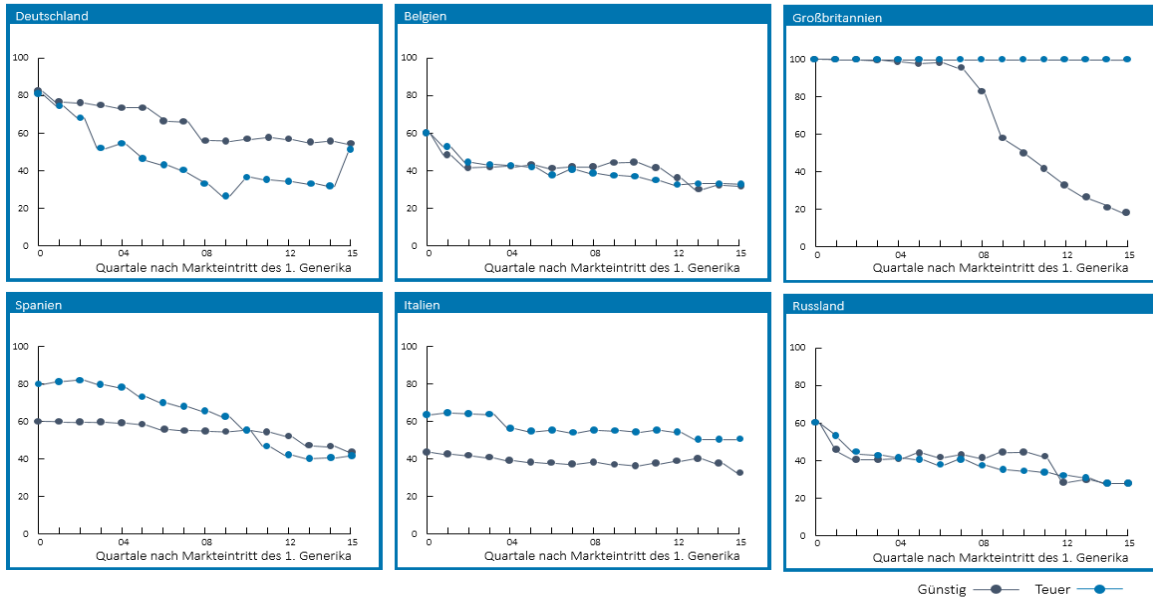 Deutschland
100
80
60
40
20
0
0 04 08 12 15
Quartale nach Markteintritt des 1. Generika
Belgien
100
80
60
40
20
0
0 04 08 12 15
Quartale nach Markteintritt des 1. Generika
Großbritannien
100
80
60
40
20
0
0 04 08 12 15
Quartale nach Markteintritt des 1. Generika
Spanien
100
80
60
40
20
0
0 04 08 12 15
Quartale nach Markteintritt des 1. Generika
Italien
100
80
60
40
20
0
0 04 08 12 15
Quartale nach Markteintritt des 1. Generika
Russland
100
80
60
40
20
0
0 04 08 12 15
Quartale nach Markteintritt des 1. Generika
Günstig Teuer